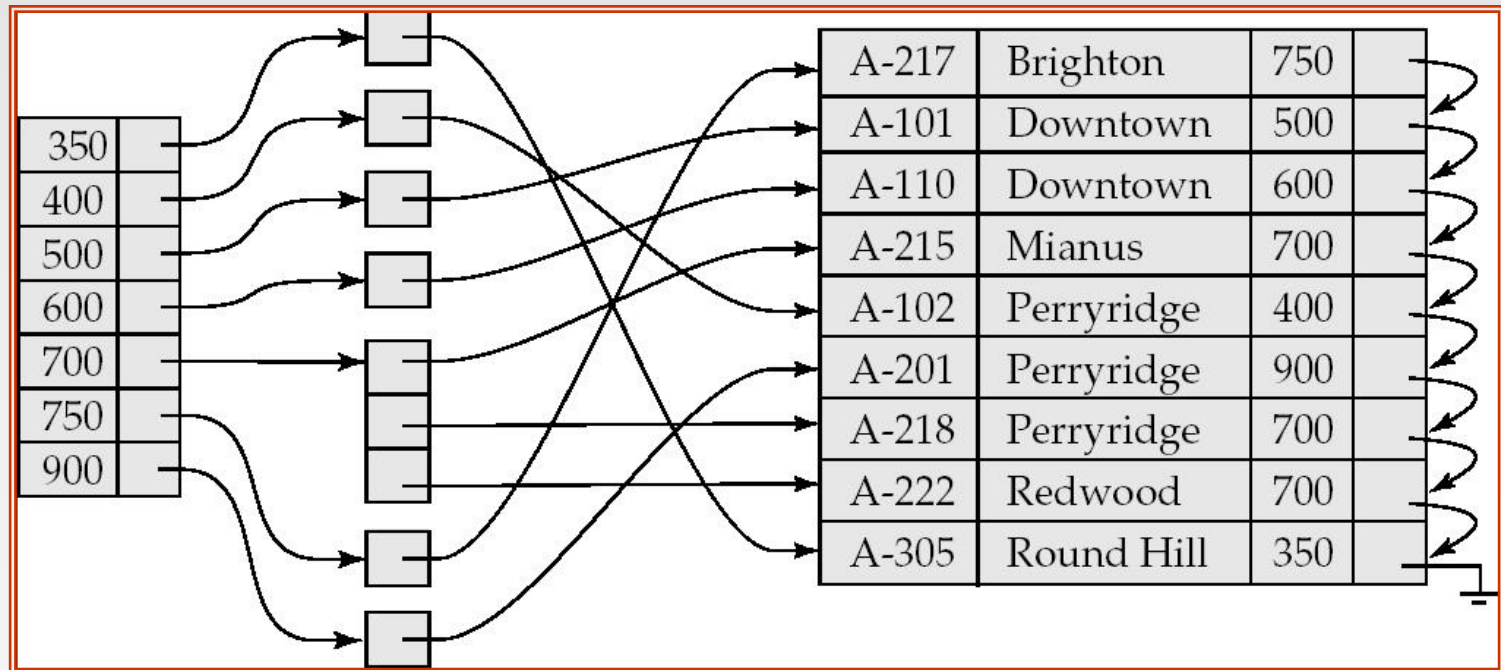 350
400
500
600
700
750
900
A-217 Brighton 750
A-101 Downtown 500
A-110 Downtown 600
A-215 Mianus 700
A-102 Perryridge 400
A-201 Perryridge 900
A-218 Perryridge 700
A-222 Redwood 700
A-305 Round Hill 350